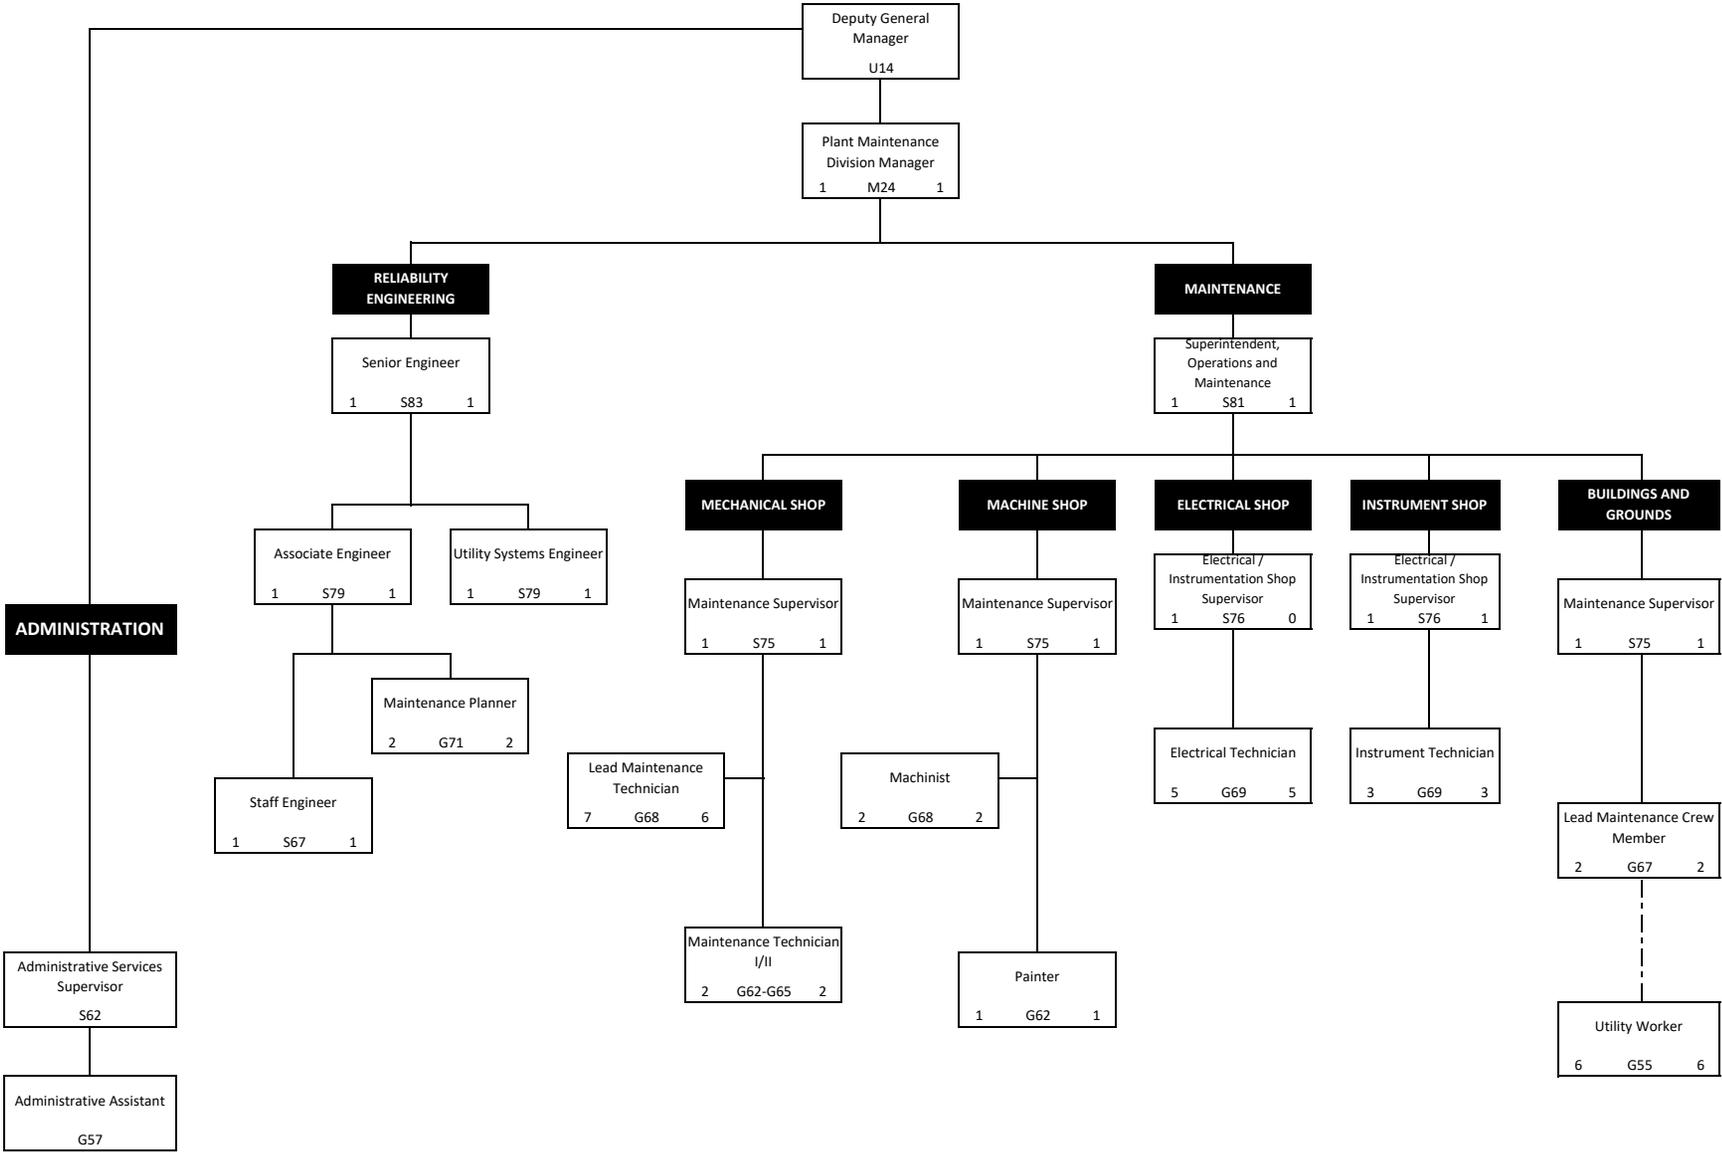 Deputy General
Manager
U14
Plant Maintenance
Division Manager
1 M24 1
RELIABILITY
ENGINEERING
MAINTENANCE
Senior Engineer
1 S83 1
Superintendent,
Operations and
Maintenance
1 S81 1
MECHANICAL SHOP
MACHINE SHOP
ELECTRICAL SHOP
INSTRUMENT SHOP
BUILDINGS AND
GROUNDS
Associate Engineer
1 S79 1
Utility Systems Engineer
1 S79 1
Maintenance Supervisor
1 S75 1
Maintenance Supervisor
1 S75 1
Electrical /
Instrumentation Shop
Supervisor
1 S76 0
Electrical /
Instrumentation Shop
Supervisor
1 S76 1
Maintenance Supervisor
1 S75 1
ADMINISTRATION
Maintenance Planner
2 G71 2
Staff Engineer
1 S67 1
Lead Maintenance
Technician
7 G68 6
Machinist
2 G68 2
Electrical Technician
5 G69 5
Instrument Technician
3 G69 3
Lead Maintenance Crew
Member
2 G67 2
Maintenance Technician
I/II
2 G62-G65 2
Painter
1 G62 1
Utility Worker
6 G55 6
Administrative Services
Supervisor
S62
Administrative Assistant
G57